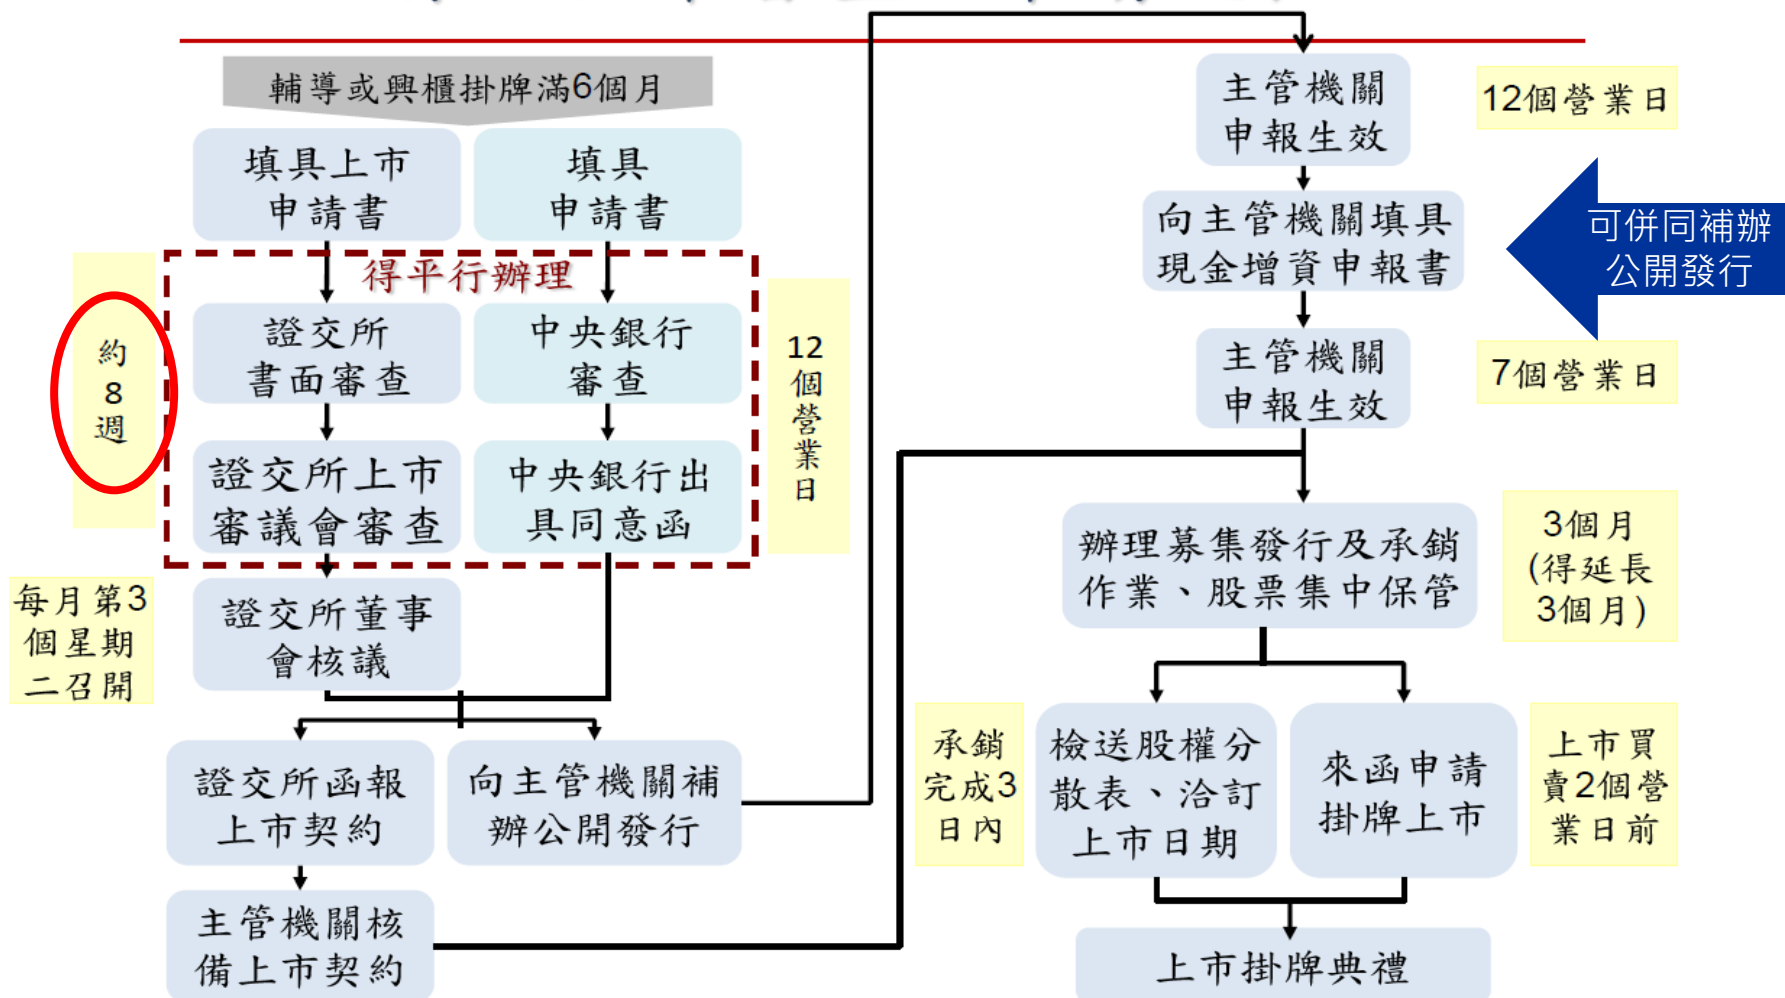 輔導或興櫃掛牌滿6個月
填具上市
申請書
填具
申請書
得平行辦理
約
8
週
證交所
書面審查
中央銀行
審查
12
個
營
業
日
證交所上市
審議會審查
中央銀行出
具同意函
每月第3
個星期
二召開
證交所董事
會核議
證交所函報
上市契約
向主管機關補
辦公開發行
主管機關核
備上市契約
主管機關
申報生效
12個營業日
向主管機關填具
現金增資申報書
可併同補辦
公開發行
主管機關
申報生效
7個營業日
辦理募集發行及承銷
作業、股票集中保管
3個月
(得延長
3個月)
承銷
完成3
日內
檢送股權分
散表、洽訂
上市日期
來函申請
掛牌上市
上市買
賣2個營
業日前
上市掛牌典禮